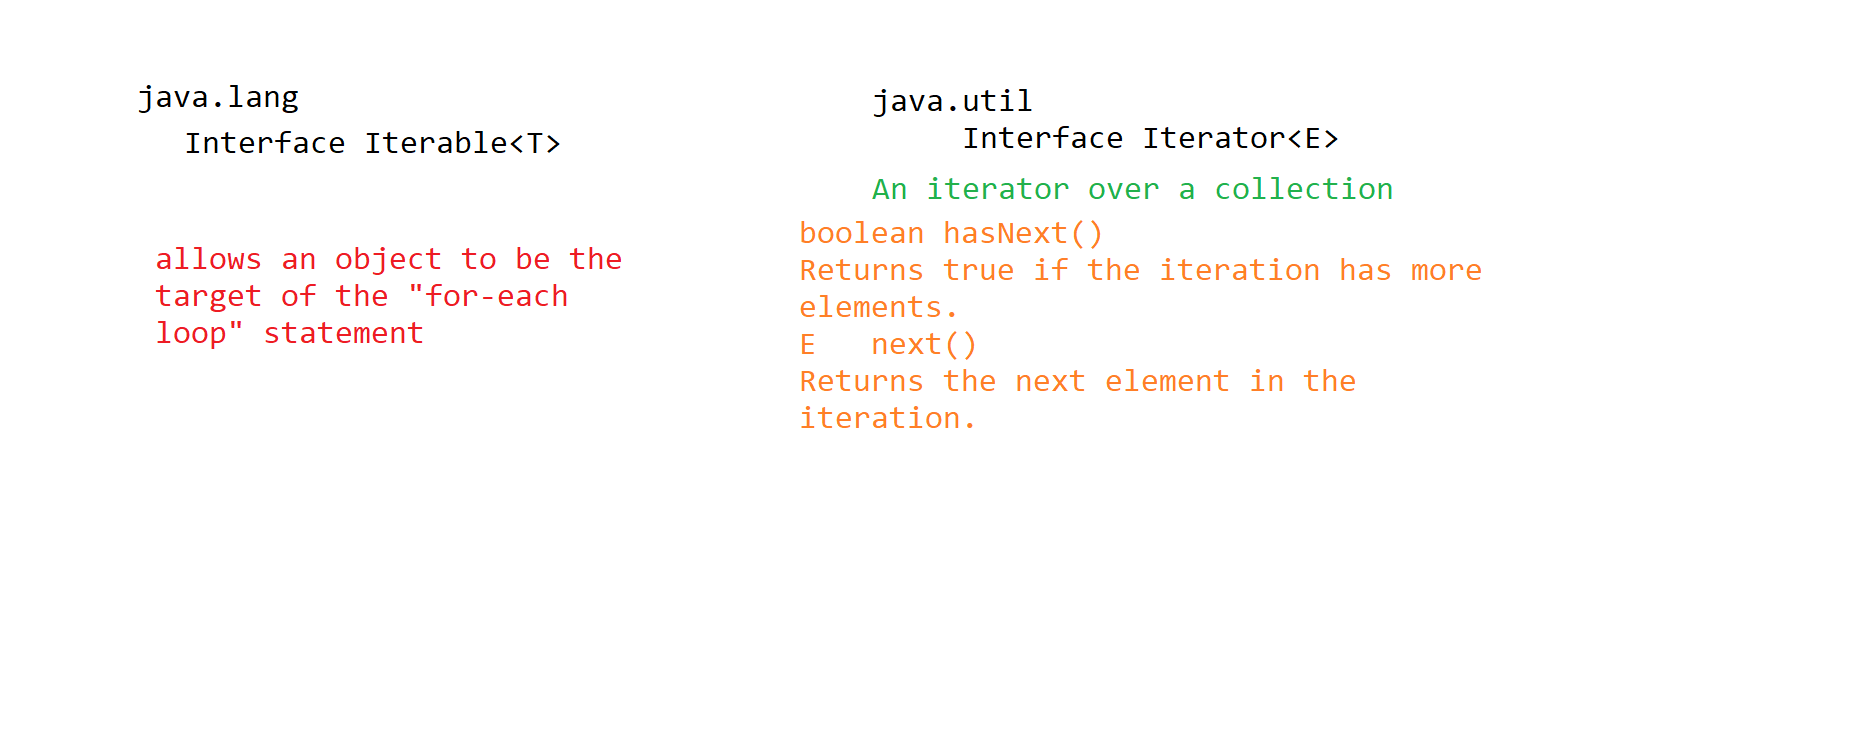 java.lang
Interface Iterable<T>
allows an object to be the
target of the "for-each
loop" statement
java.util
Interface Iterator<E>
An iterator over a collection
boolean hasNext()
Returns true if the iteration has more
elements.
E   next()
Returns the next element in the
iteration.